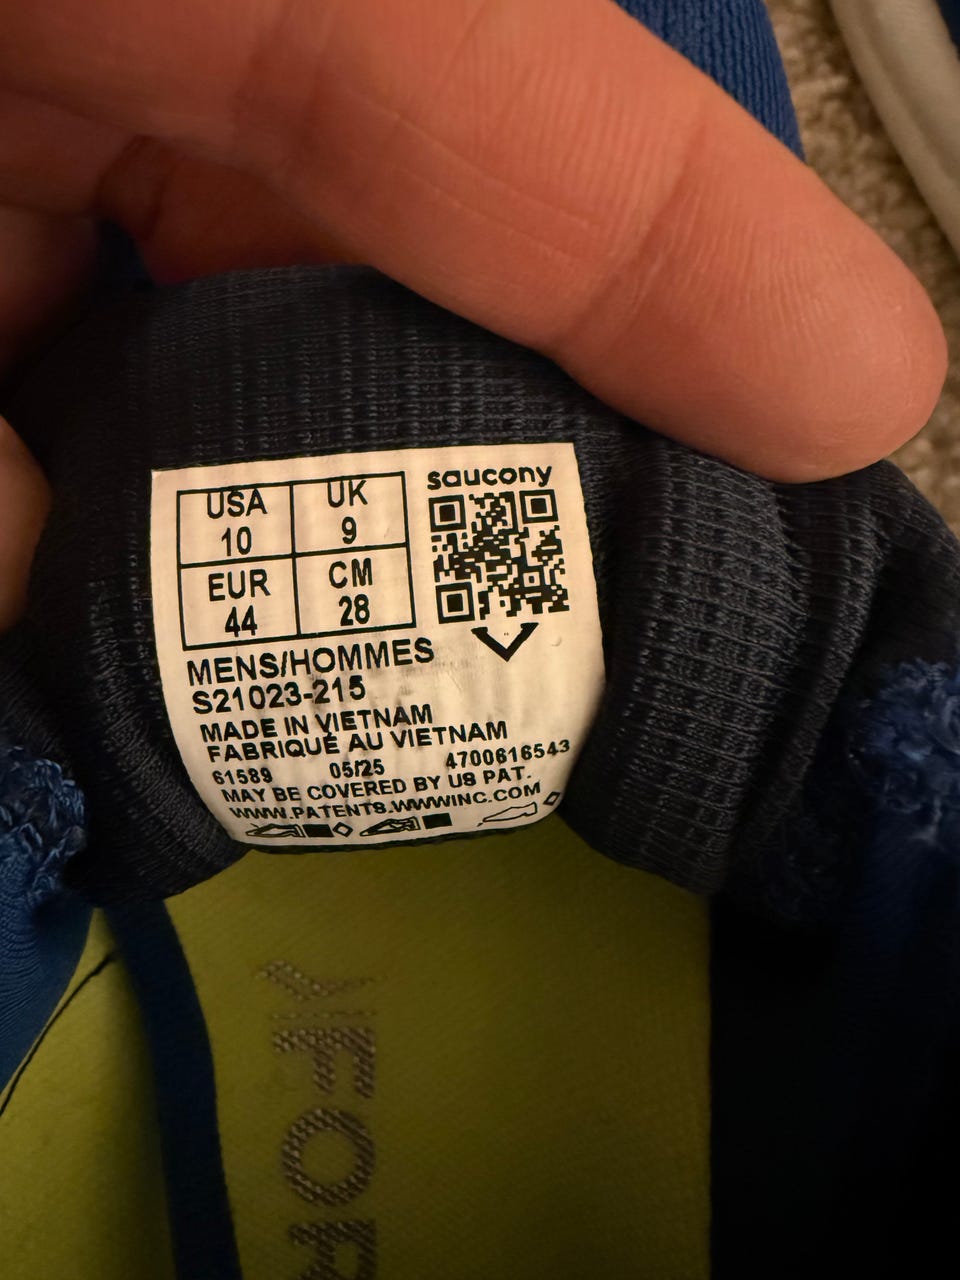 saucony
USA UK
10 9
EUR CM
44 28
MENS/HOMMES
S21023-215
MADE IN VIETNAM
FABRIQUÉ AU VIETNAM
61589 05/25 4700616543
MAY BE COVERED BY US PAT.
WWW.PATENTS.WWWINC.COM